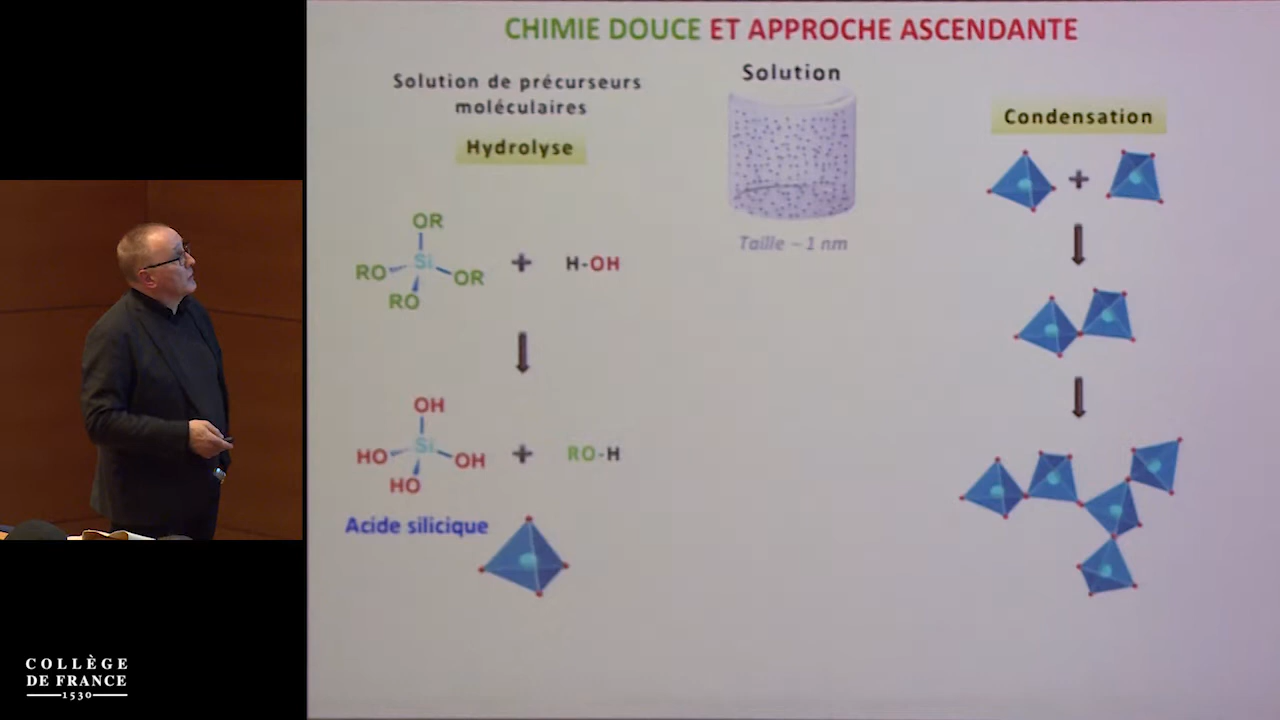 CHIMIE DOUCE ET APPROCHE ASCENDANTE
Solution de précurseurs
moléculaires
Hydrolyse
OR
Si
RO
OR
RO
+
H-OH
OH
Si
HO
OH
HO
+
RO-H
Acide silicique
Solution
Taille ~ 1 nm
Condensation
+
COLLÈGE
DE FRANCE
1530